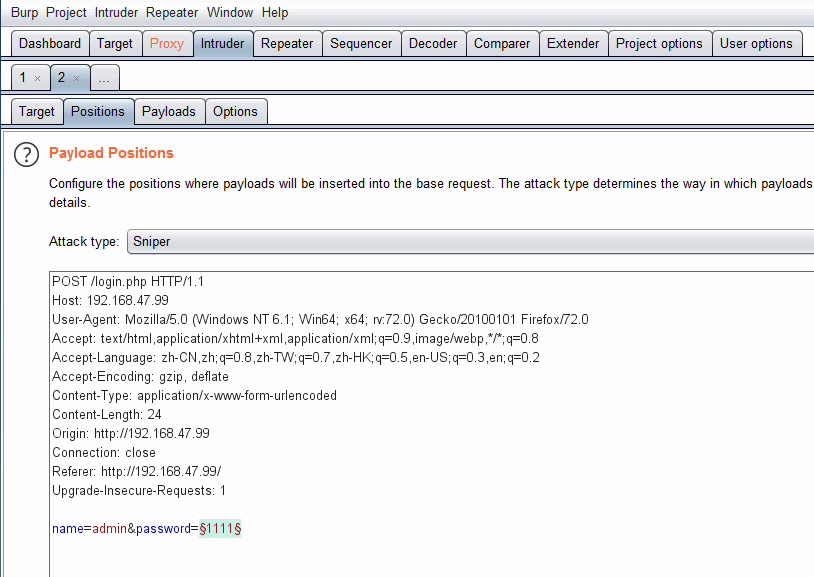 Burp Project Intruder Repeater Window Help
Dashboard Target Proxy Intruder Repeater Sequencer Decoder Comparer Extender Project options User options
1 × 2 × ...
Target Positions Payloads Options
? Payload Positions
Configure the positions where payloads will be inserted into the base request. The attack type determines the way in which payloads
details.
Attack type: Sniper
POST /login.php HTTP/1.1
Host: 192.168.47.99
User-Agent: Mozilla/5.0 (Windows NT 6.1; Win64; x64; rv:72.0) Gecko/20100101 Firefox/72.0
Accept: text/html,application/xhtml+xml,application/xml;q=0.9,image/webp,*/*;q=0.8
Accept-Language: zh-CN,zh;q=0.8,zh-TW;q=0.7,zh-HK;q=0.5,en-US;q=0.3,en;q=0.2
Accept-Encoding: gzip, deflate
Content-Type: application/x-www-form-urlencoded
Content-Length: 24
Origin: http://192.168.47.99
Connection: close
Referer: http://192.168.47.99/
Upgrade-Insecure-Requests: 1
name=admin&password=§1111§